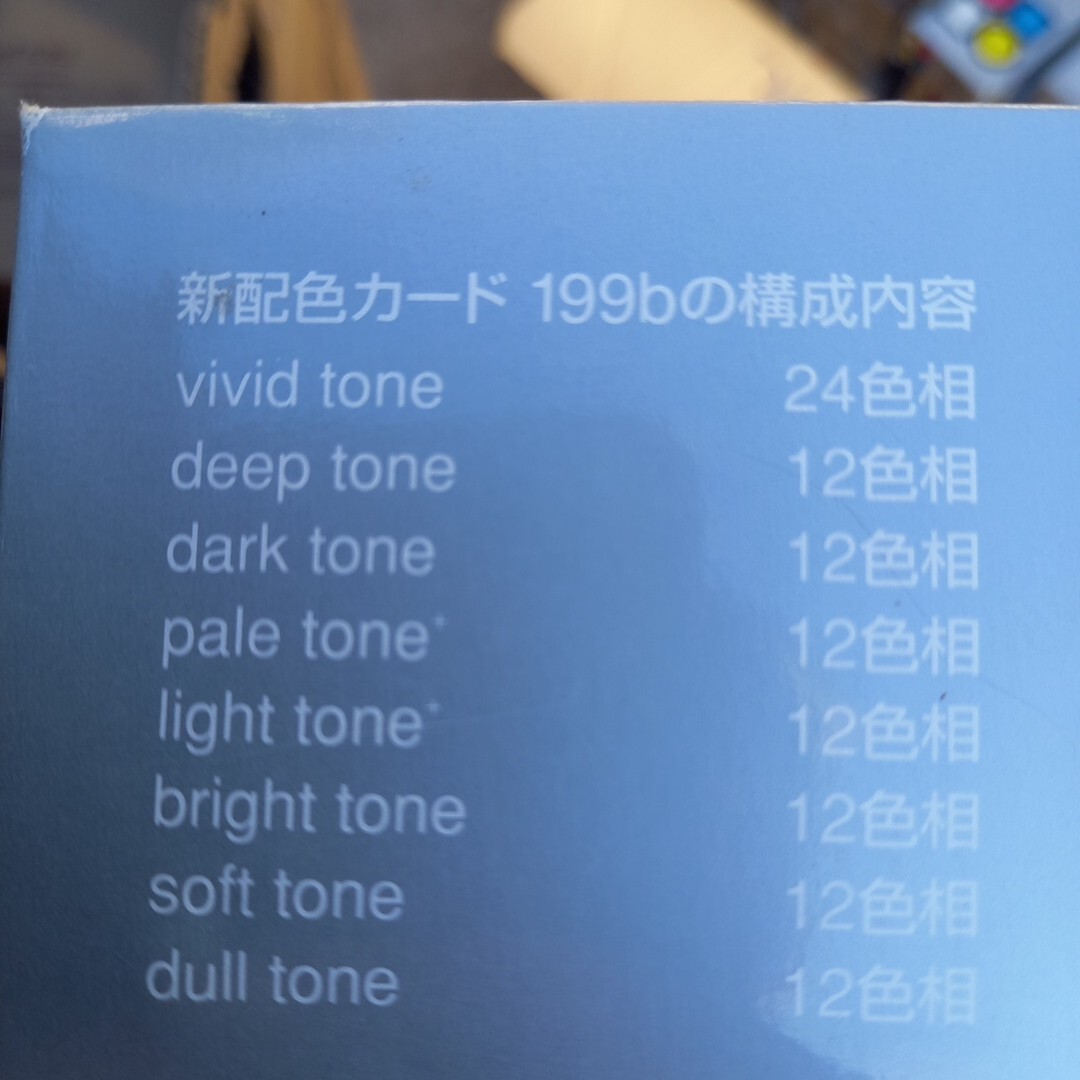 新配色カード 199bの構成内容
vivid tone 24色相
deep tone 12色相
dark tone 12色相
pale tone+ 12色相
light tone+ 12色相
bright tone 12色相
soft tone 12色相
dull tone 12色相